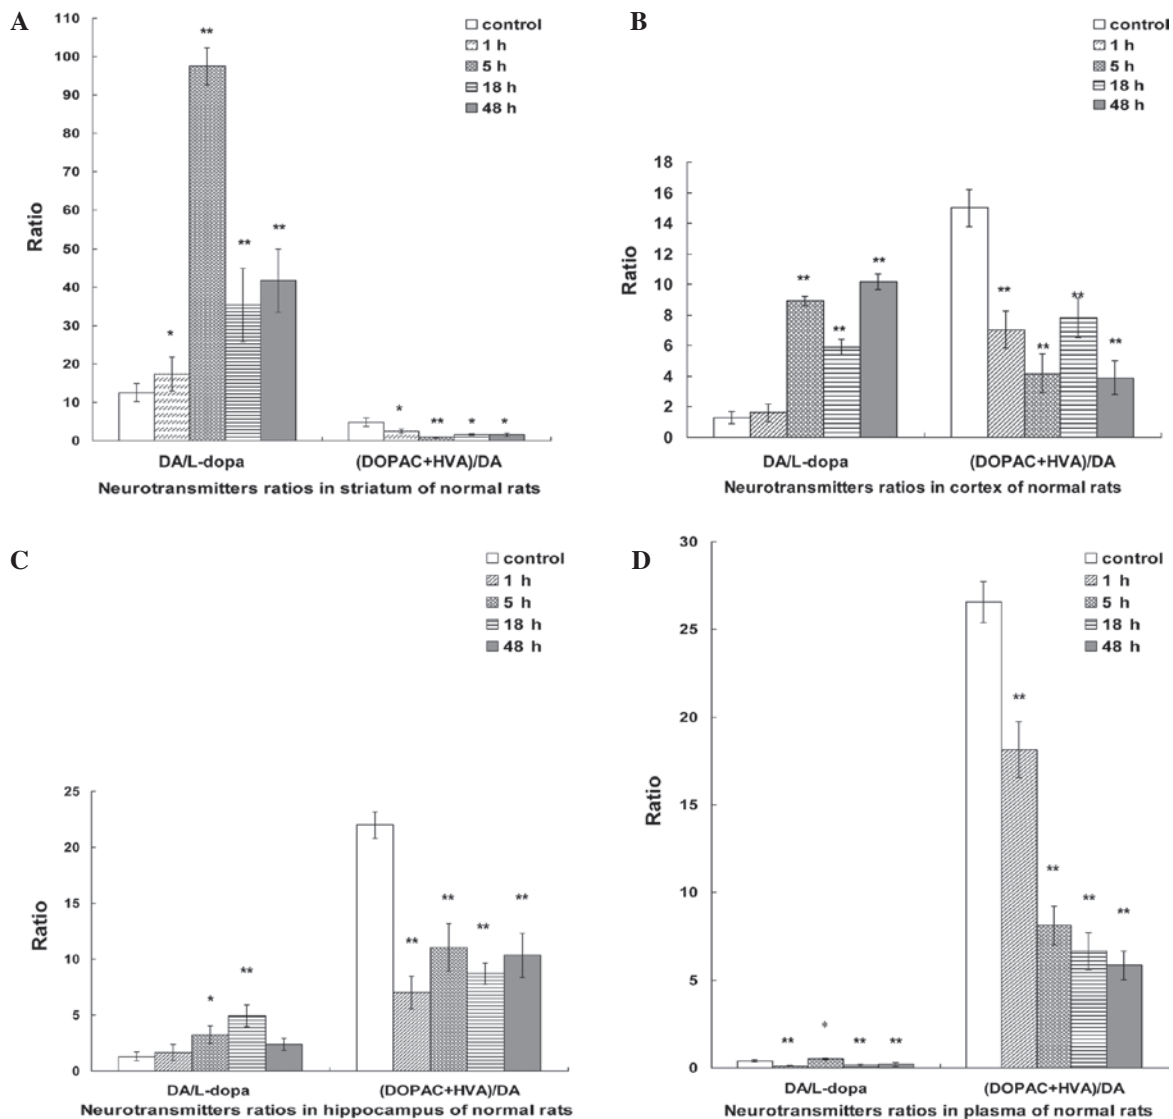 A
110
100
90
80
70
60
50
40
30
20
10
0
Ratio
** 
*
**
**
*
**
*
*
control
1 h
5 h
18 h
48 h
DA/L-dopa (DOPAC+HVA)/DA
Neurotransmitters ratios in striatum of normal rats
B
control
1 h
5 h
18 h
48 h
18
16
14
12
10
8
6
4
2
0
Ratio
**
**
**
**
**
**
**
DA/L-dopa (DOPAC+HVA)/DA
Neurotransmitters ratios in cortex of normal rats
C
control
1 h
5 h
18 h
48 h
25
20
15
10
5
0
Ratio
*
**
**
**
**
**
DA/L-dopa (DOPAC+HVA)/DA
Neurotransmitters ratios in hippocampus of normal rats
D
control
1 h
5 h
18 h
48 h
30
25
20
15
10
5
0
Ratio
**
*
**
**
**
**
**
**
DA/L-dopa (DOPAC+HVA)/DA
Neurotransmitters ratios in plasma of normal rats